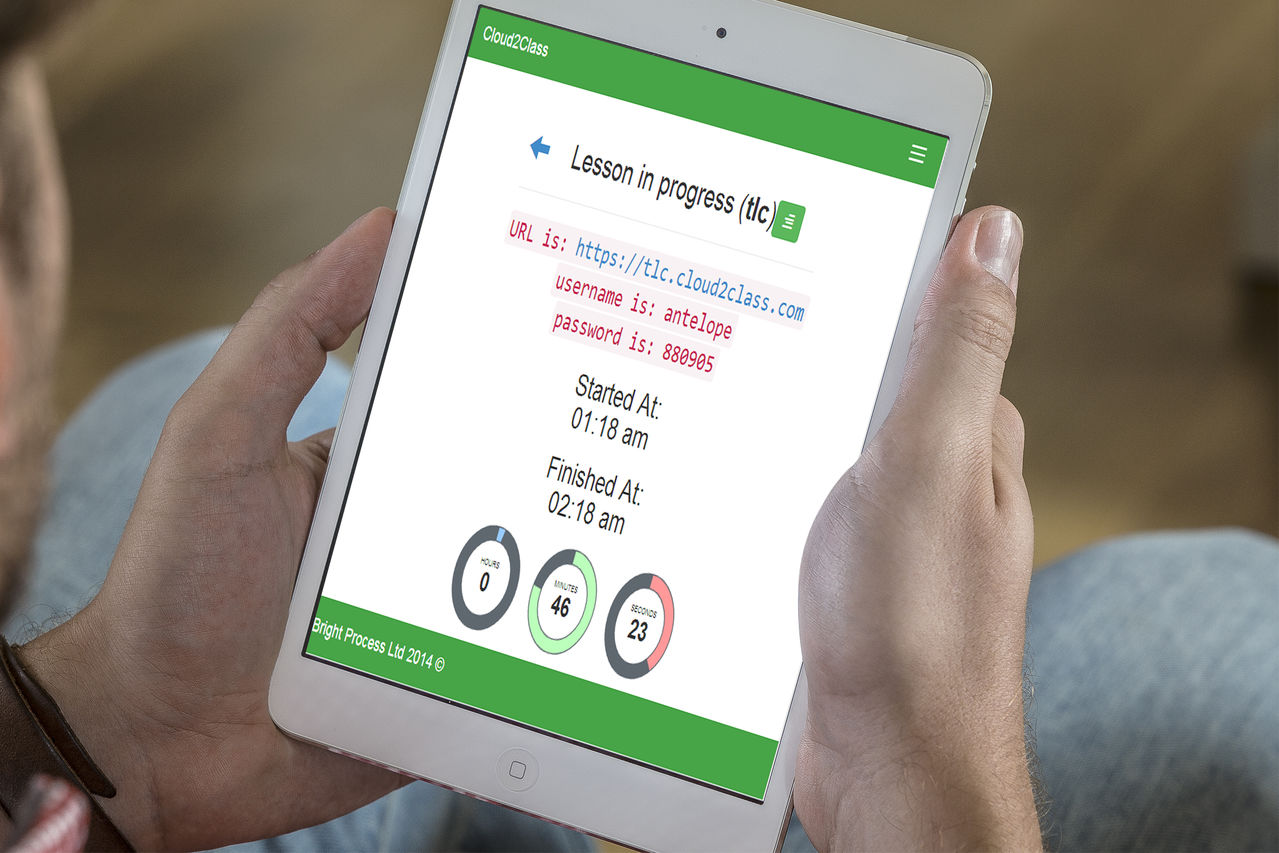 Cloud2Class
Lesson in progress (tlc)
URL is: https://tlc.cloud2class.com
username is: antelope
password is: 880905
Started At:
01:18 am
Finished At:
02:18 am
HOURS
0
MINUTES
46
SECONDS
23
Bright Process Ltd 2014 ©